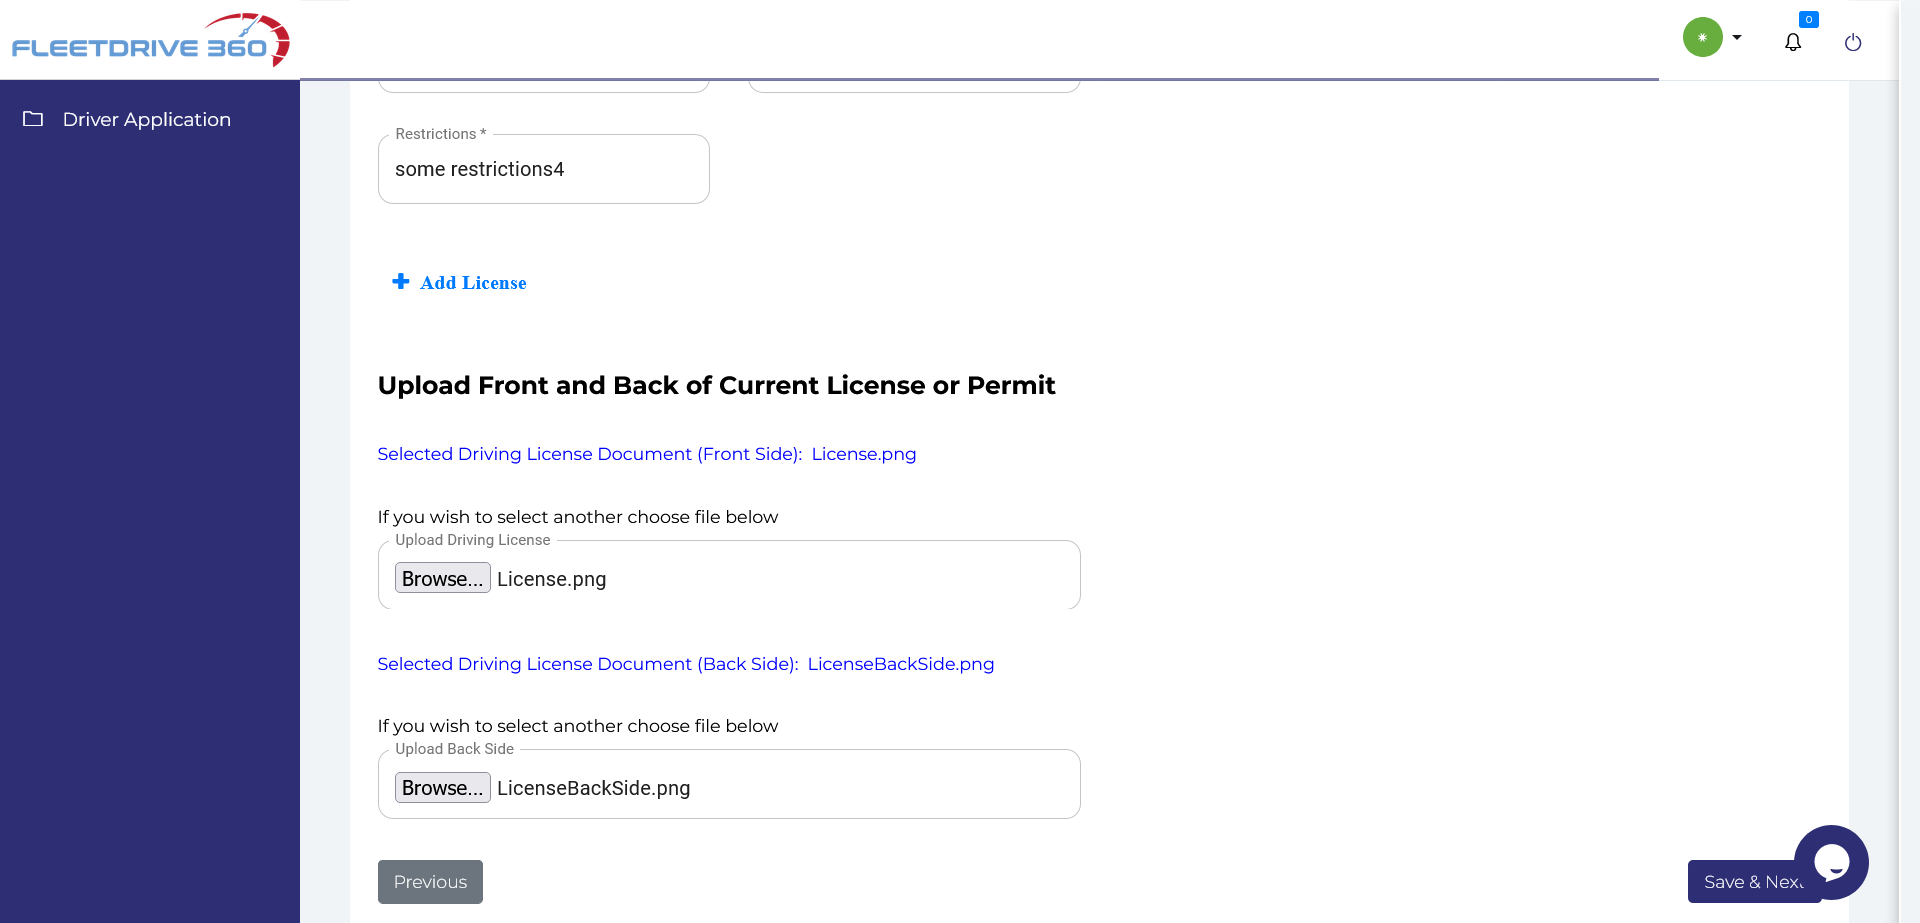 FLEETDRIVE 360
0
Driver Application
Restrictions *
some restrictions4
Add License
Upload Front and Back of Current License or Permit
Selected Driving License Document (Front Side): License.png
If you wish to select another choose file below
Upload Driving License
Browse... License.png
Selected Driving License Document (Back Side): LicenseBackSide.png
If you wish to select another choose file below
Upload Back Side
Browse... LicenseBackSide.png
Previous
Save & Next